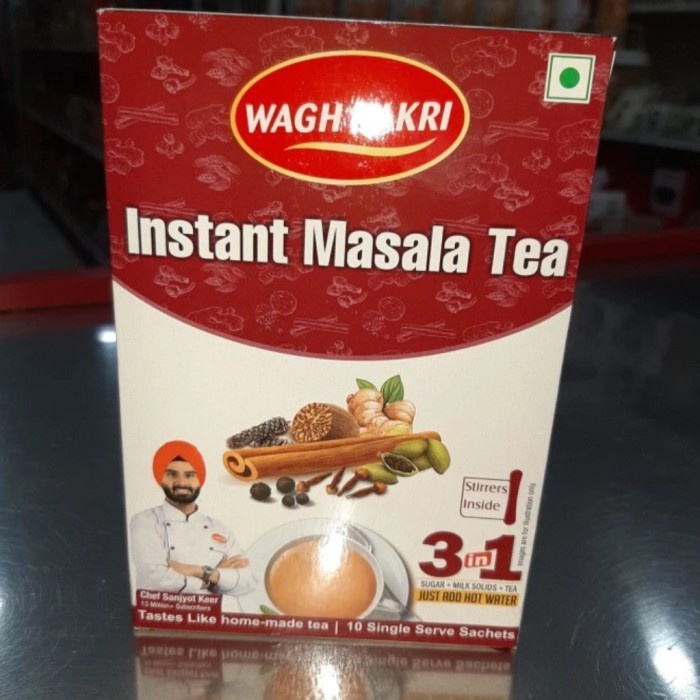 WAGH BAKRI
Instant Masala Tea
Stirrers
Inside
Images are for illustration only
3 in 1
SUGAR + MILK SOLIDS + TEA
JUST ADD HOT WATER
Chef Sanjyot Keer
13 Million+ Subscribers
Tastes Like home-made tea | 10 Single Serve Sachets